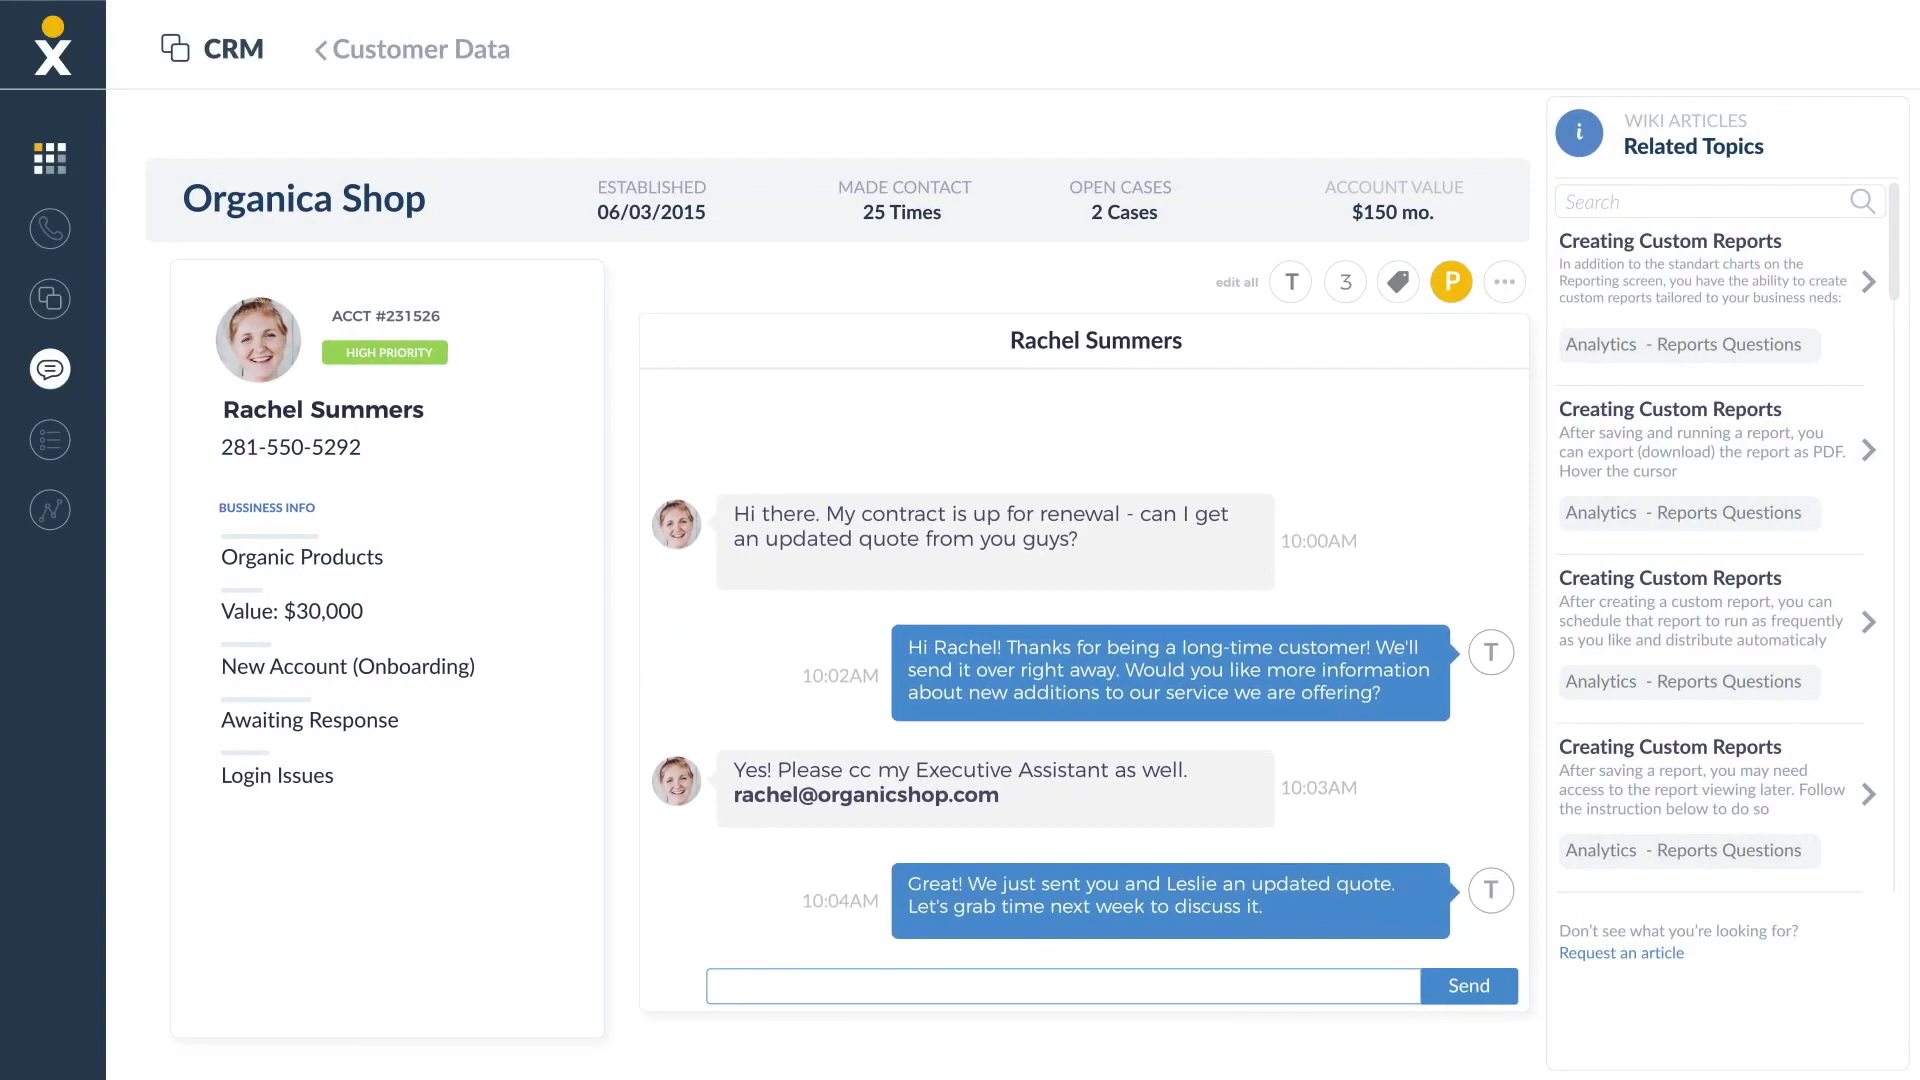 CRM
Customer Data
Organica Shop
ESTABLISHED
06/03/2015
MADE CONTACT
25 Times
OPEN CASES
2 Cases
ACCOUNT VALUE
$150 mo.
ACCT #231526
HIGH PRIORITY
Rachel Summers
281-550-5292
BUSSINESS INFO
Organic Products
Value: $30,000
New Account (Onboarding)
Awaiting Response
Login Issues
edit all
T
3
P
Rachel Summers
Hi there. My contract is up for renewal - can I get
an updated quote from you guys?
10:00AM
Hi Rachel! Thanks for being a long-time customer! We'll
send it over right away. Would you like more information
about new additions to our service we are offering?
10:02AM
T
Yes! Please cc my Executive Assistant as well.
rachel@organicshop.com
10:03AM
Great! We just sent you and Leslie an updated quote.
Let's grab time next week to discuss it.
10:04AM
T
Send
i
WIKI ARTICLES
Related Topics
Search
Creating Custom Reports
In addition to the standart charts on the
Reporting screen, you have the ability to create
custom reports tailored to your business neds:
Analytics - Reports Questions
Creating Custom Reports
After saving and running a report, you
can export (download) the report as PDF.
Hover the cursor
Analytics - Reports Questions
Creating Custom Reports
After creating a custom report, you can
schedule that report to run as frequently
as you like and distribute automaticaly
Analytics - Reports Questions
Creating Custom Reports
After saving a report, you may need
access to the report viewing later. Follow
the instruction below to do so
Analytics - Reports Questions
Don't see what you're looking for?
Request an article